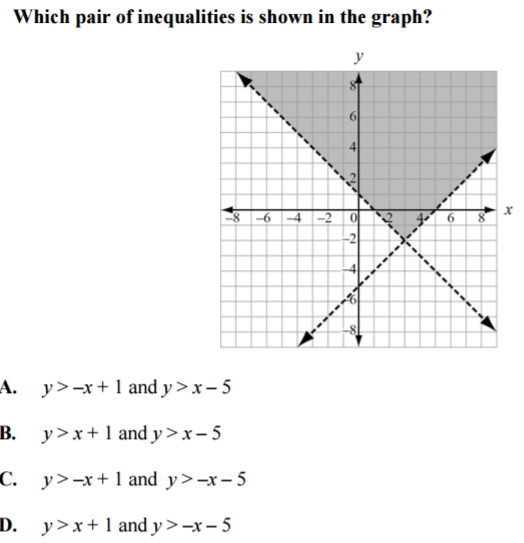 Which pair of inequalities is shown in the graph?
y
8
6
4
2
–8 –6 –4 –2 0 2 4 6 8 x
–2
–4
–6
–8
A. y > –x + 1 and y > x – 5
B. y > x + 1 and y > x – 5
C. y > –x + 1 and y > –x – 5
D. y > x + 1 and y > –x – 5